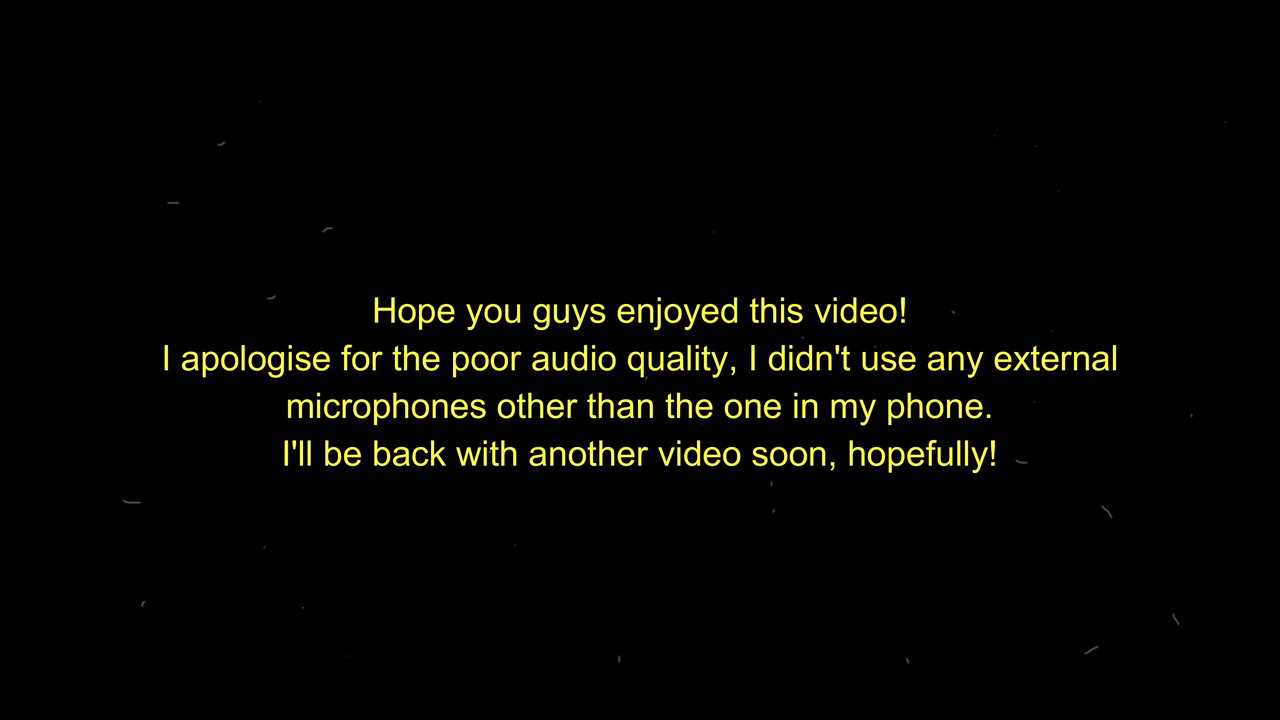 Hope you guys enjoyed this video!
I apologise for the poor audio quality, I didn't use any external
microphones other than the one in my phone.
I'll be back with another video soon, hopefully!